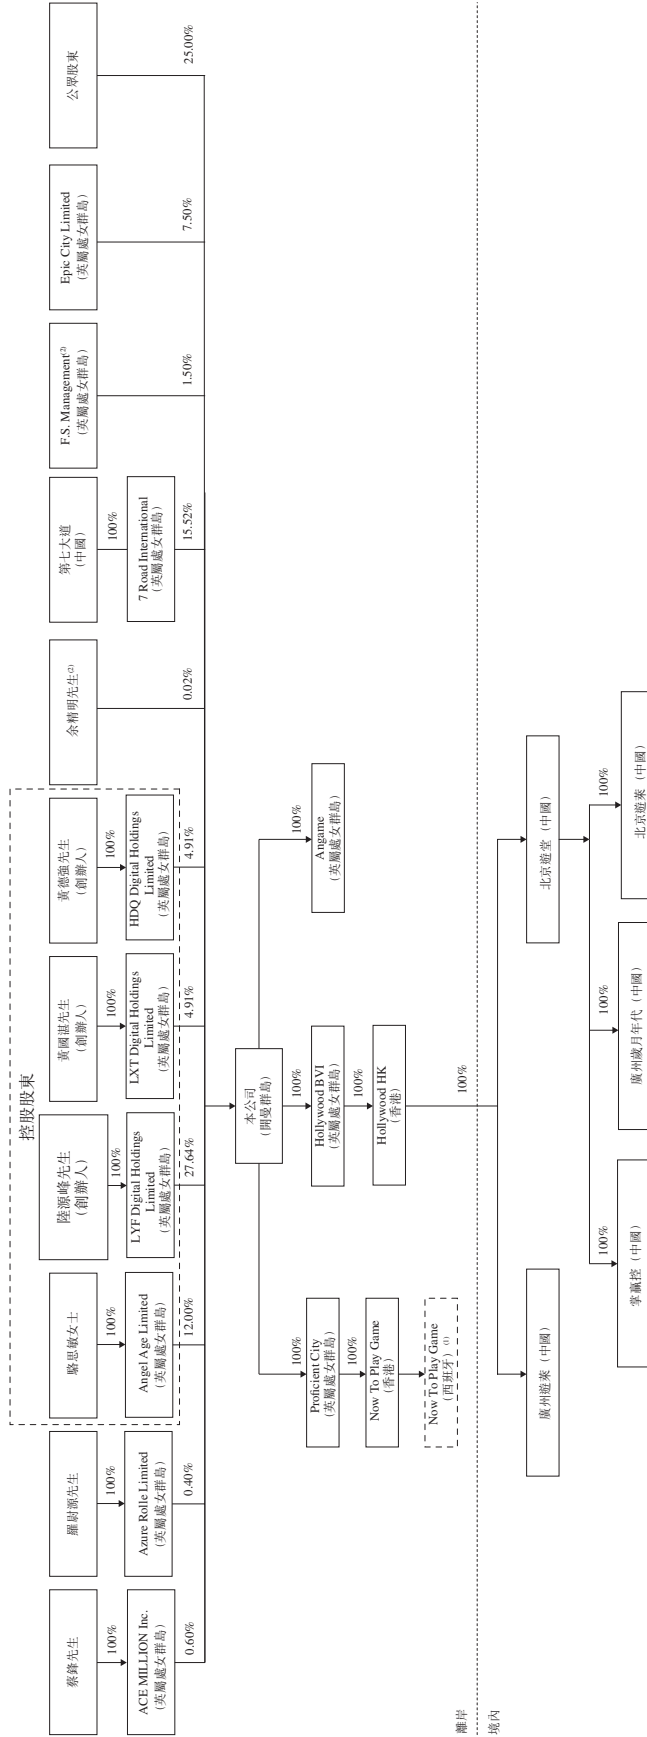 控股股東
蔡鋒先生
羅尉源先生
駱思敏女士
陸源峰先生
（創辦人）
黃國湛先生
（創辦人）
黃德強先生
（創辦人）
余精明先生(2)
第七大道
（中國）
F.S. Management(2)
（英屬處女群島）
Epic City Limited
（英屬處女群島）
公眾股東
100%
100%
100%
100%
100%
100%
100%
ACE MILLION Inc.
（英屬處女群島）
Azure Rolle Limited
（英屬處女群島）
Angel Age Limited
（英屬處女群島）
LYF Digital Holdings
Limited
（英屬處女群島）
LXT Digital Holdings
Limited
（英屬處女群島）
HDQ Digital Holdings
Limited
（英屬處女群島）
7 Road International
（英屬處女群島）
0.60%
0.40%
12.00%
27.64%
4.91%
4.91%
0.02%
15.52%
1.50%
7.50%
25.00%
本公司
（開曼群島）
100%
100%
100%
Proficient City
（英屬處女群島）
Hollywood BVI
（英屬處女群島）
Angame
（英屬處女群島）
100%
100%
Now To Play Game
（香港）
Hollywood HK
（香港）
Now To Play Game
（西班牙）(1)
100%
離岸
境內
廣州遊萊（中國）
北京遊堂（中國）
100%
100%
100%
掌贏控（中國）
廣州歲月年代（中國）
北京遊萊（中國）